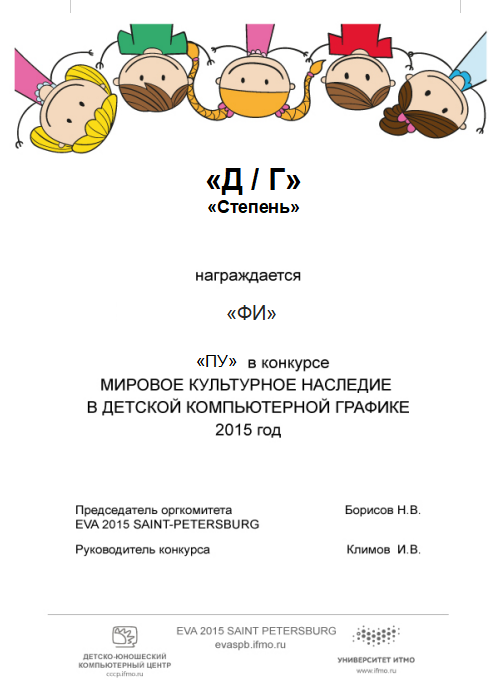 «Д / Г»
«Степень»
награждается
«ФИ»
«ПУ» в конкурсе
МИРОВОЕ КУЛЬТУРНОЕ НАСЛЕДИЕ
В ДЕТСКОЙ КОМПЬЮТЕРНОЙ ГРАФИКЕ
2015 год
Председатель оргкомитета Борисов Н.В.
EVA 2015 SAINT-PETERSBURG
Руководитель конкурса Климов И.В.
ДЕТСКО-ЮНОШЕСКИЙ
КОМПЬЮТЕРНЫЙ ЦЕНТР
cccp.ifmo.ru
EVA 2015 SAINT PETERSBURG
evaspb.ifmo.ru
УНИВЕРСИТЕТ ИТМО
www.ifmo.ru